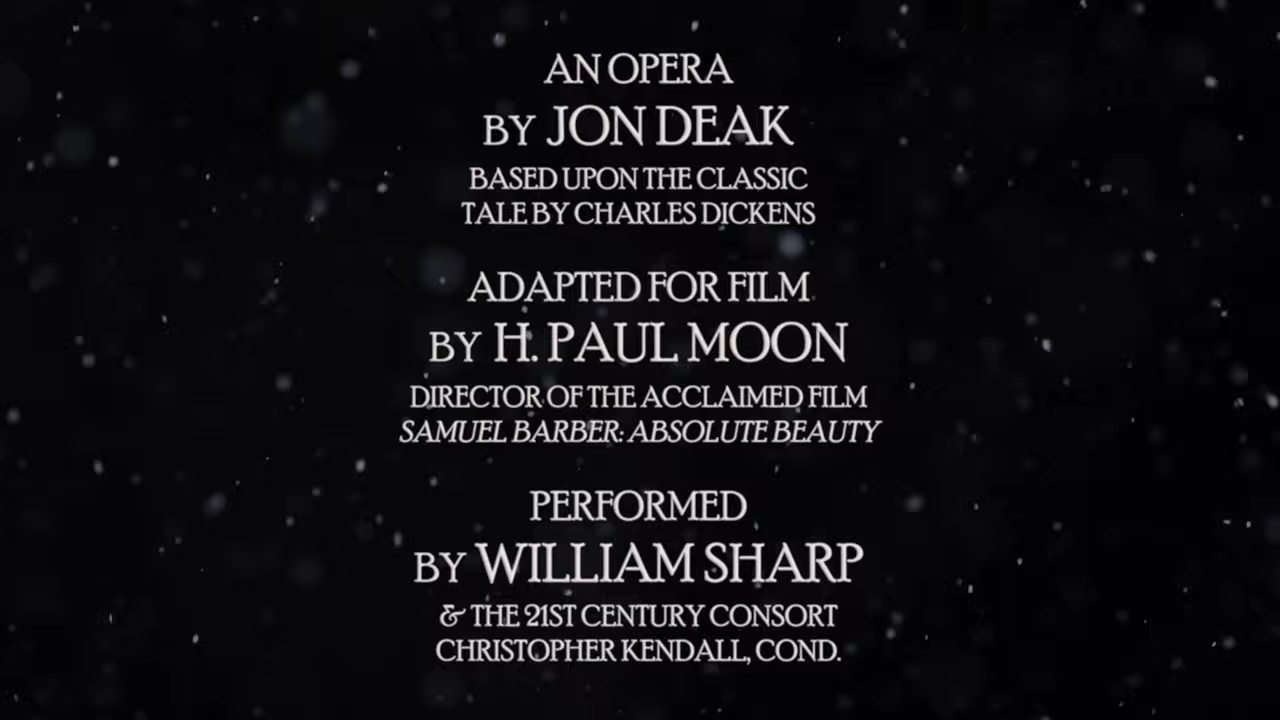 AN OPERA
BY JON DEAK
BASED UPON THE CLASSIC
TALE BY CHARLES DICKENS
ADAPTED FOR FILM
BY H. PAUL MOON
DIRECTOR OF THE ACCLAIMED FILM
SAMUEL BARBER: ABSOLUTE BEAUTY
PERFORMED
BY WILLIAM SHARP
& THE 21ST CENTURY CONSORT
CHRISTOPHER KENDALL, COND.